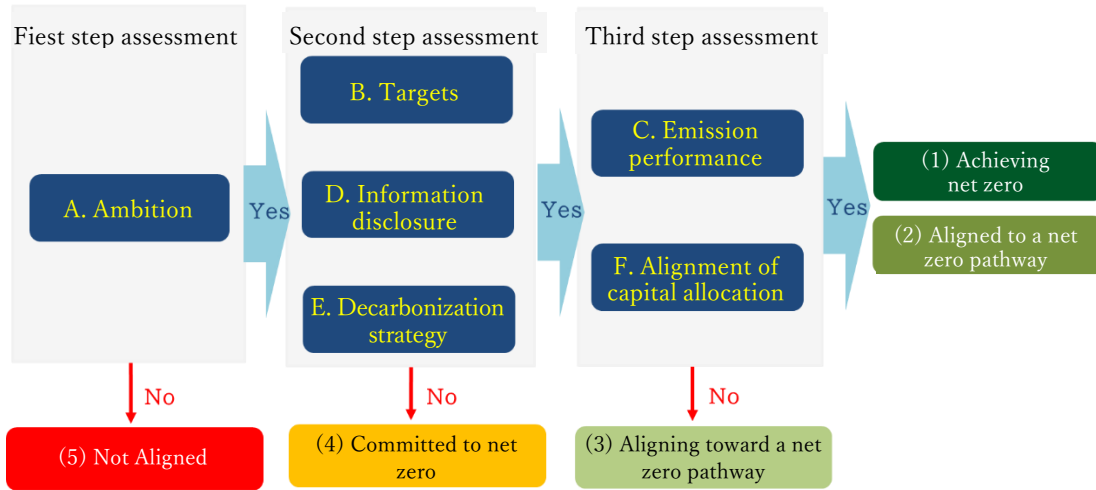 Fiest step assessment
Second step assessment
Third step assessment
A. Ambition
B. Targets
D. Information
disclosure
E. Decarbonization
strategy
C. Emission
performance
F. Alignment of
capital allocation
Yes
Yes
Yes
(1) Achieving
net zero
(2) Aligned to a net
zero pathway
No
No
No
(5) Not Aligned
(4) Committed to net
zero
(3) Aligning toward a net
zero pathway